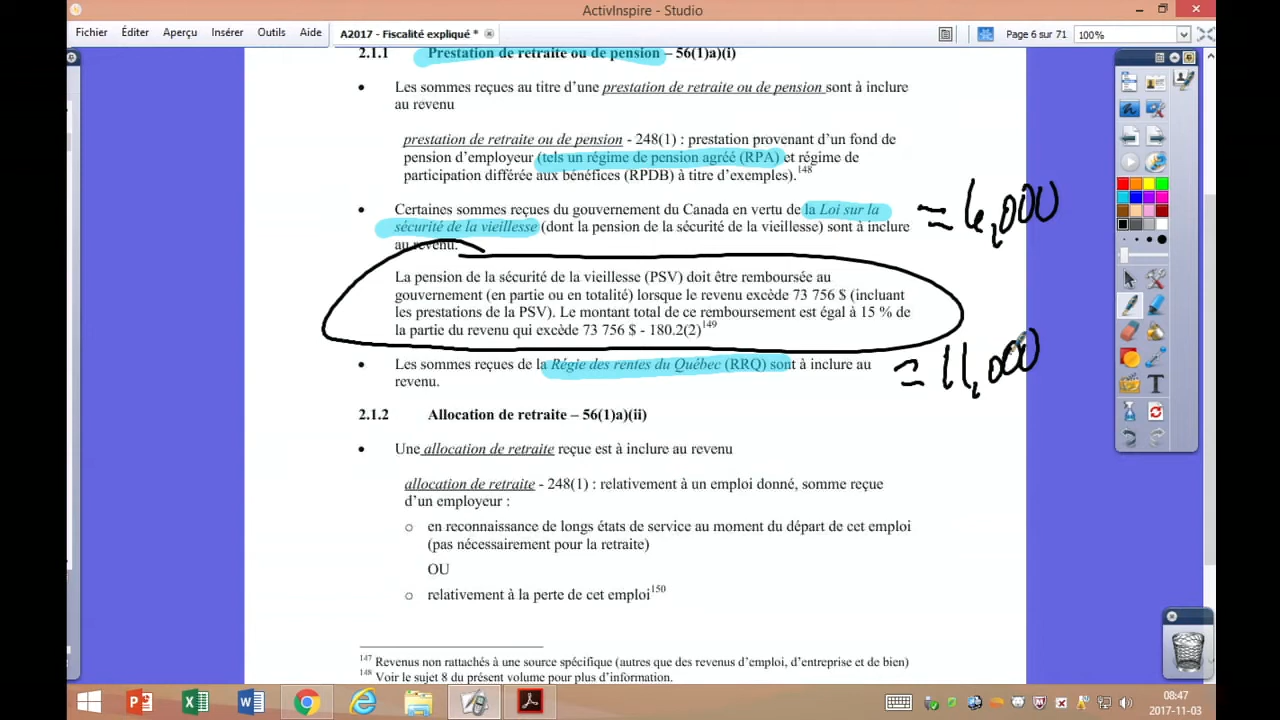 ActivInspire - Studio
Fichier Éditer Aperçu Insérer Outils Aide A2017 - Fiscalité expliqué * Page 6 sur 71 100%
2.1.1 Prestation de retraite ou de pension – 56(1)a)(i)
• Les sommes reçues au titre d’une prestation de retraite ou de pension sont à inclure
au revenu
prestation de retraite ou de pension - 248(1) : prestation provenant d’un fond de
pension d’employeur (tels un régime de pension agréé (RPA) et régime de
participation différée aux bénéfices (RPDB) à titre d’exemples).148
• Certaines sommes reçues du gouvernement du Canada en vertu de la Loi sur la
sécurité de la vieillesse (dont la pension de la sécurité de la vieillesse) sont à inclure
au revenu.
≃ 6,000
La pension de la sécurité de la vieillesse (PSV) doit être remboursée au
gouvernement (en partie ou en totalité) lorsque le revenu excède 73 756 $ (incluant
les prestations de la PSV). Le montant total de ce remboursement est égal à 15 % de
la partie du revenu qui excède 73 756 $ - 180.2(2)149
• Les sommes reçues de la Régie des rentes du Québec (RRQ) sont à inclure au
revenu.
≃ 11,000
2.1.2 Allocation de retraite – 56(1)a)(ii)
• Une allocation de retraite reçue est à inclure au revenu
allocation de retraite - 248(1) : relativement à un emploi donné, somme reçue
d’un employeur :
o en reconnaissance de longs états de service au moment du départ de cet emploi
(pas nécessairement pour la retraite)
OU
o relativement à la perte de cet emploi150
147 Revenus non rattachés à une source spécifique (autres que des revenus d’emploi, d’entreprise et de bien)
148 Voir le sujet 8 du présent volume pour plus d’information.
08:47
2017-11-03